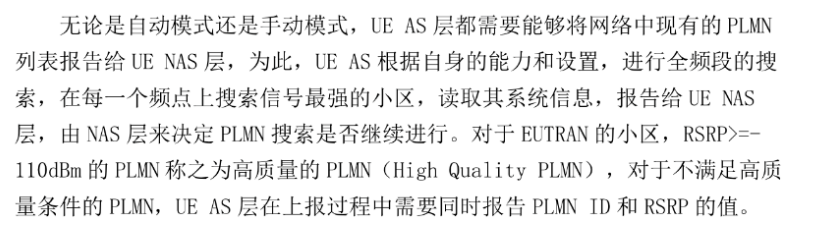 无论是自动模式还是手动模式，UE AS 层都需要能够将网络中现有的 PLMN
列表报告给 UE NAS 层，为此，UE AS 根据自身的能力和设置，进行全频段的搜
索，在每一个频点上搜索信号最强的小区，读取其系统信息，报告给 UE NAS
层，由 NAS 层来决定 PLMN 搜索是否继续进行。对于 EUTRAN 的小区，RSRP>=-
110dBm 的 PLMN 称之为高质量的 PLMN（High Quality PLMN），对于不满足高质
量条件的 PLMN，UE AS 层在上报过程中需要同时报告 PLMN ID 和 RSRP 的值。